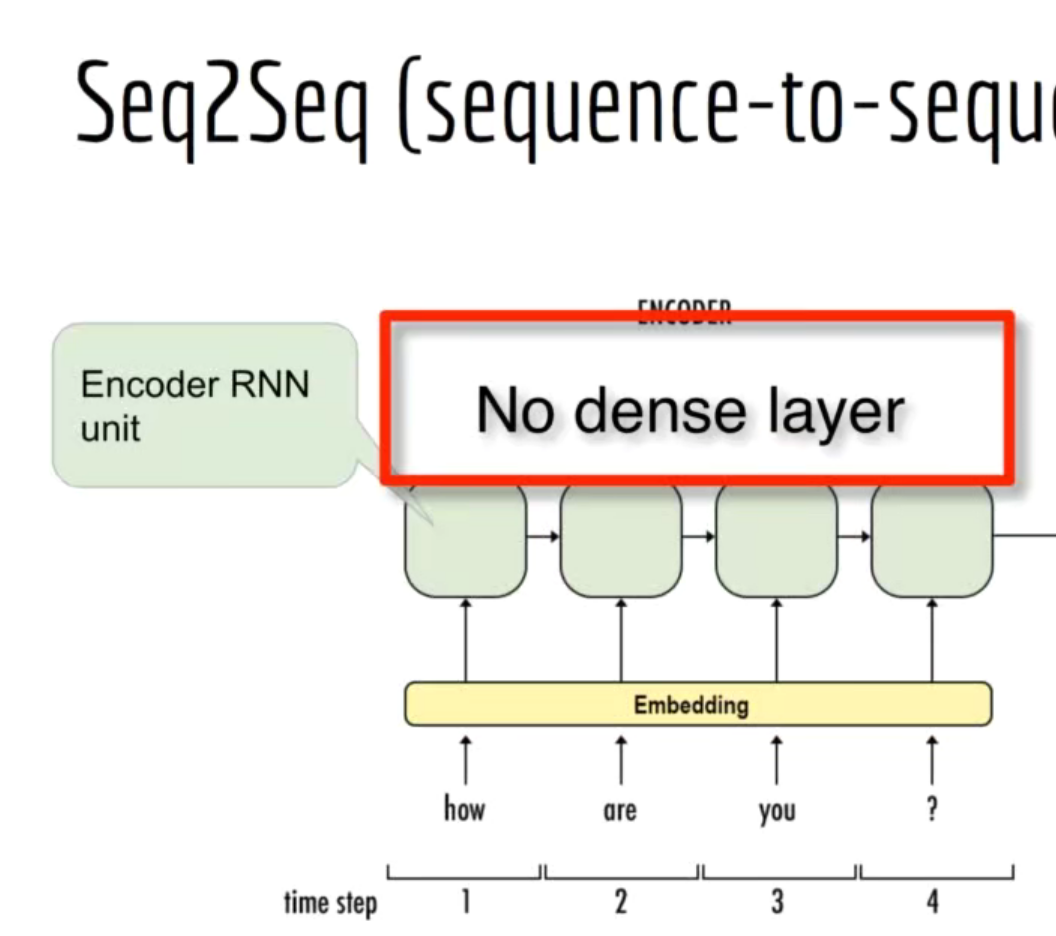 Seq2Seq (sequence-to-sequ
ENCODER
Encoder RNN
unit
No dense layer
Embedding
how are you ?
time step 1 2 3 4